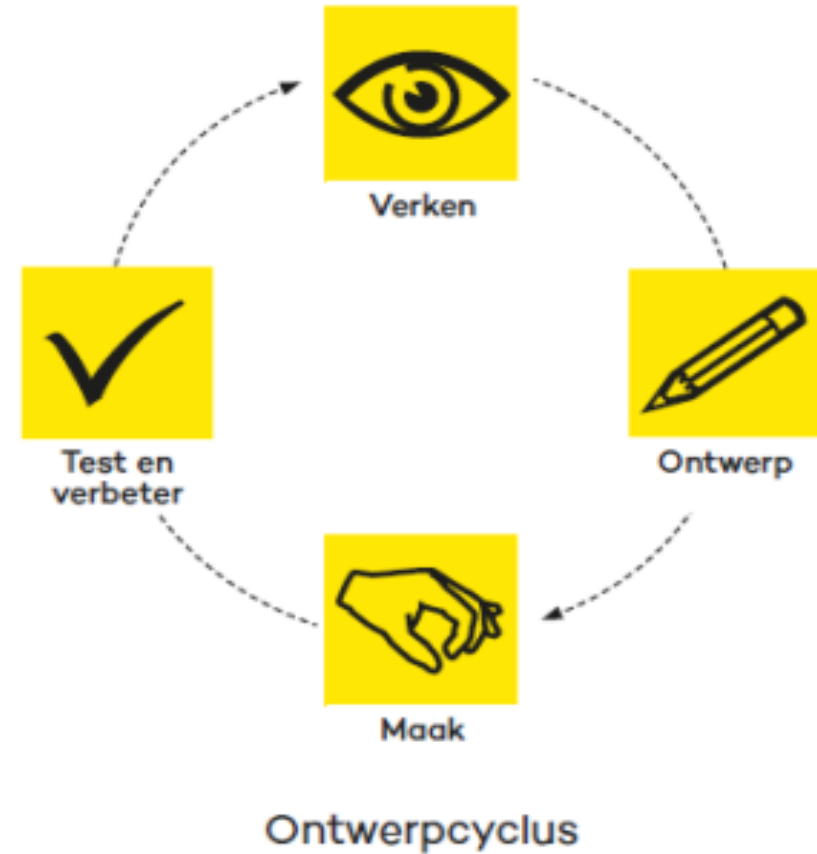 Verken
Ontwerp
Test en
verbeter
Maak
Ontwerpcyclus